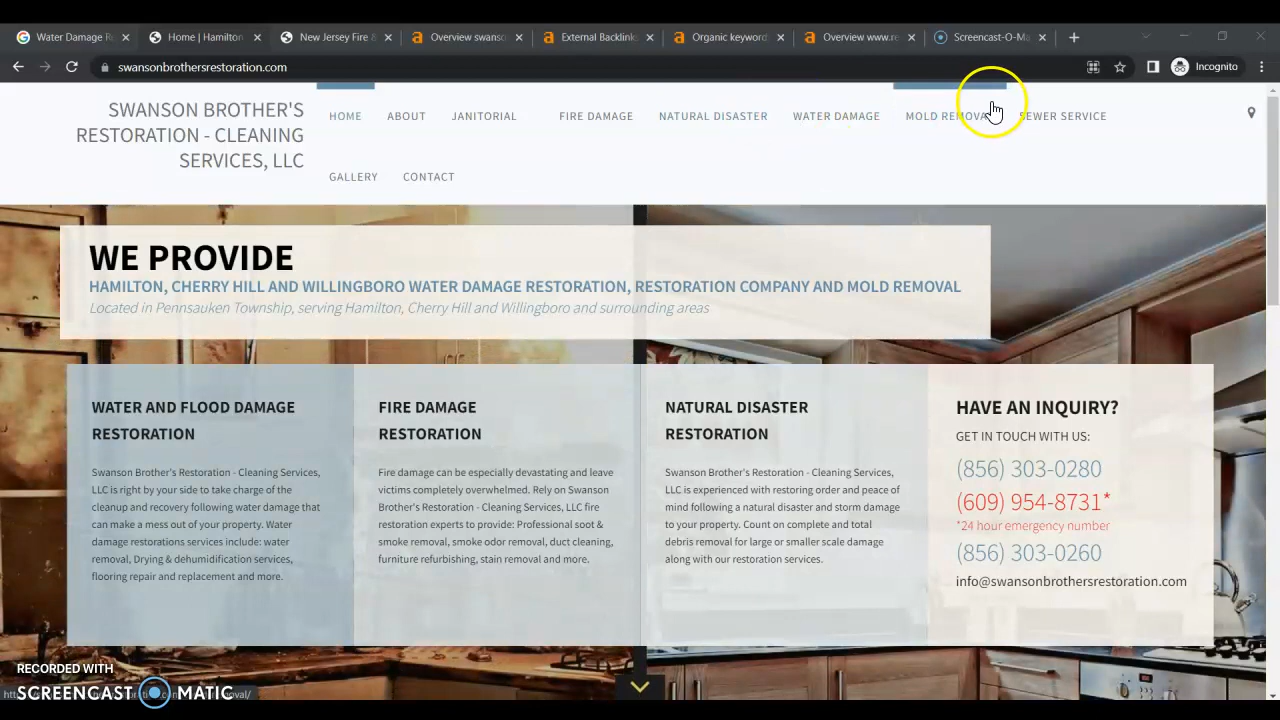 Water Damage R
Home | Hamilton
New Jersey Fire &
Overview swans
External Backlink
Organic keyword
Overview www.re
Screencast-O-Ma
swansonbrothersrestoration.com
Incognito
SWANSON BROTHER'S
RESTORATION - CLEANING
SERVICES, LLC
HOME ABOUT JANITORIAL FIRE DAMAGE NATURAL DISASTER WATER DAMAGE MOLD REMOVA SEWER SERVICE
GALLERY CONTACT
WE PROVIDE
HAMILTON, CHERRY HILL AND WILLINGBORO WATER DAMAGE RESTORATION, RESTORATION COMPANY AND MOLD REMOVAL
Located in Pennsauken Township, serving Hamilton, Cherry Hill and Willingboro and surrounding areas
WATER AND FLOOD DAMAGE
RESTORATION
Swanson Brother's Restoration - Cleaning Services,
LLC is right by your side to take charge of the
cleanup and recovery following water damage that
can make a mess out of your property. Water
damage restorations services include: water
removal, Drying & dehumidification services,
flooring repair and replacement and more.
FIRE DAMAGE
RESTORATION
Fire damage can be especially devastating and leave
victims completely overwhelmed. Rely on Swanson
Brother's Restoration - Cleaning Services, LLC fire
restoration experts to provide: Professional soot &
smoke removal, smoke odor removal, duct cleaning,
furniture refurbishing, stain removal and more.
NATURAL DISASTER
RESTORATION
Swanson Brother's Restoration - Cleaning Services,
LLC is experienced with restoring order and peace of
mind following a natural disaster and storm damage
to your property. Count on complete and total
debris removal for large or smaller scale damage
along with our restoration services.
HAVE AN INQUIRY?
GET IN TOUCH WITH US:
(856) 303-0280
(609) 954-8731*
*24 hour emergency number
(856) 303-0260
info@swansonbrothersrestoration.com
RECORDED WITH
SCREENCAST MATIC